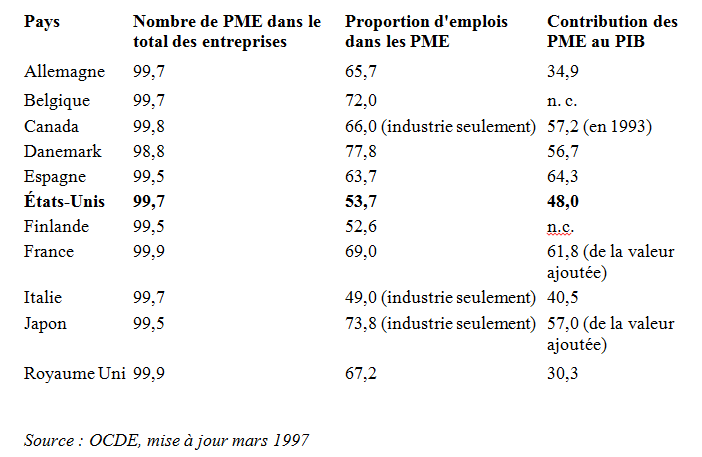 Pays Nombre de PME dans le Proportion d'emplois Contribution des
total des entreprises dans les PME PME au PIB
Allemagne 99,7 65,7 34,9
Belgique 99,7 72,0 n. c.
Canada 99,8 66,0 (industrie seulement) 57,2 (en 1993)
Danemark 98,8 77,8 56,7
Espagne 99,5 63,7 64,3
États-Unis 99,7 53,7 48,0
Finlande 99,5 52,6 n.c.
France 99,9 69,0 61,8 (de la valeur
ajoutée)
Italie 99,7 49,0 (industrie seulement) 40,5
Japon 99,5 73,8 (industrie seulement) 57,0 (de la valeur
ajoutée)
Royaume Uni 99,9 67,2 30,3
Source : OCDE, mise à jour mars 1997